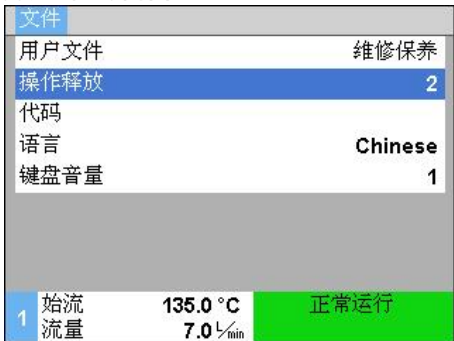 文件
用户文件 维修保养
操作释放 2
代码
语言 Chinese
键盘音量 1
1 始流 135.0 °C 正常运行
流量 7.0 L/min